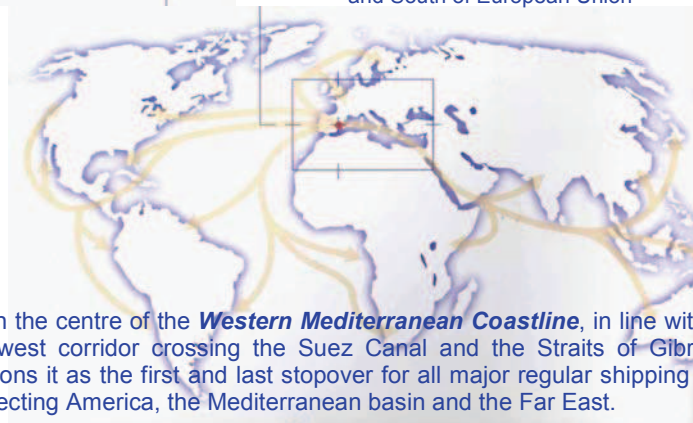 and South of European Union
n the centre of the Western Mediterranean Coastline, in line wit
west corridor crossing the Suez Canal and the Straits of Gibr
ons it as the first and last stopover for all major regular shipping
ecting America, the Mediterranean basin and the Far East.